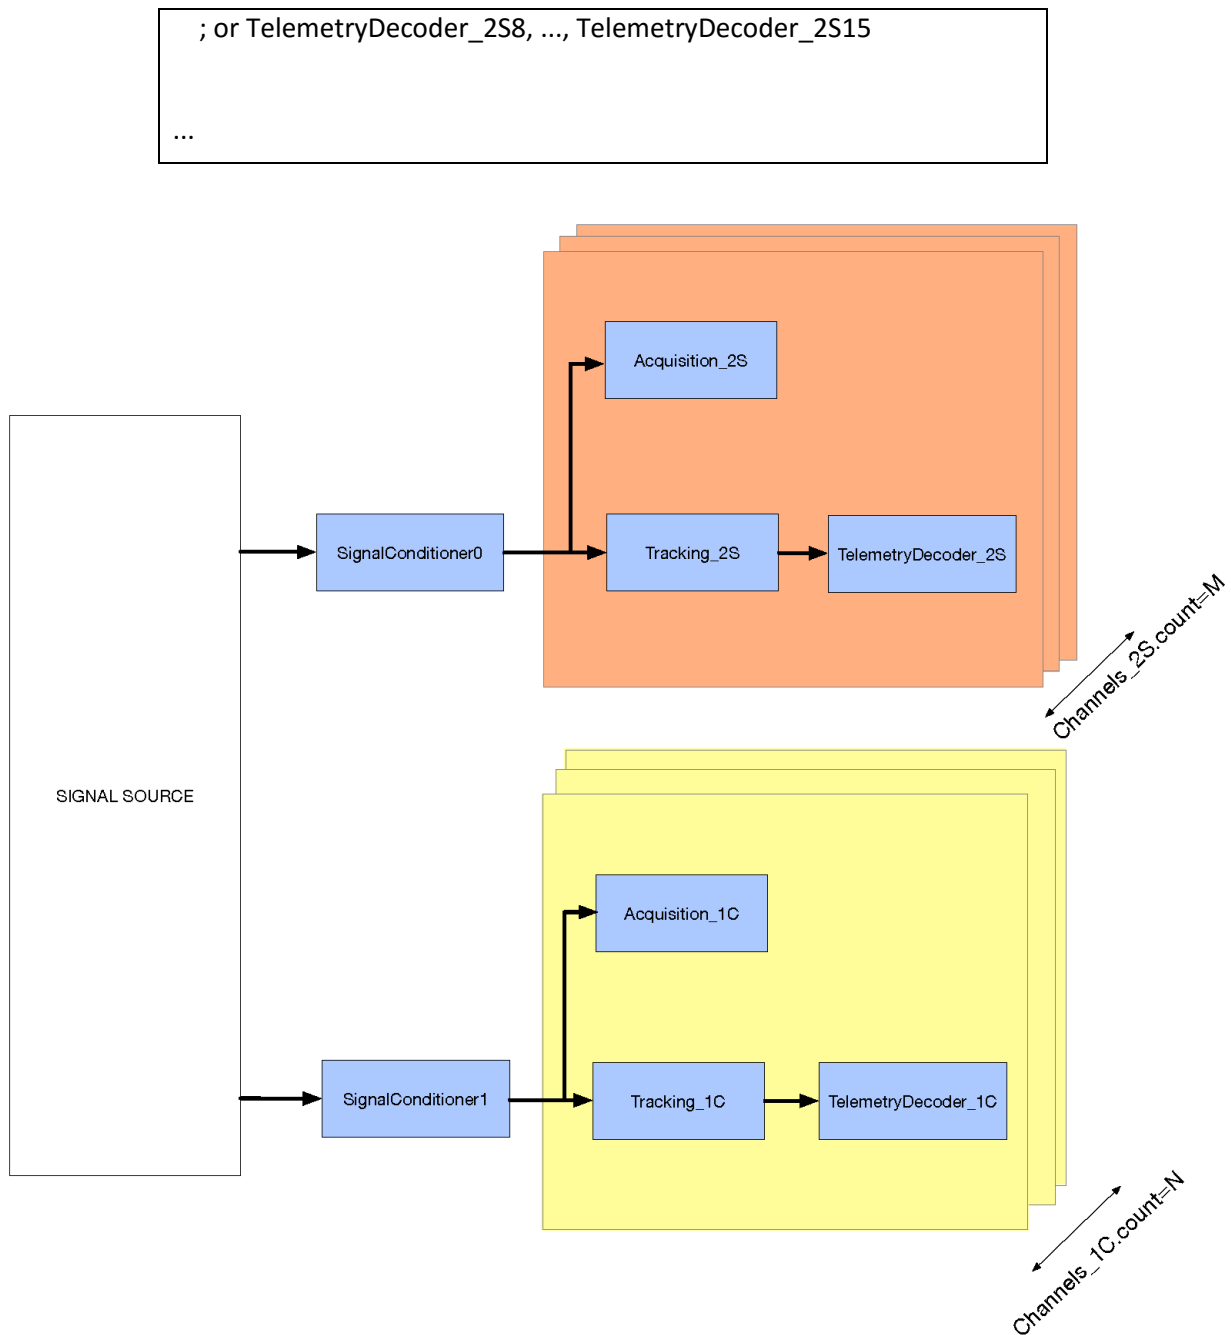 ; or TelemetryDecoder_2S8, ..., TelemetryDecoder_2S15
...
Acquisition_2S
SignalConditioner0
Tracking_2S
TelemetryDecoder_2S
Channels_2S.count=M
SIGNAL SOURCE
Acquisition_1C
SignalConditioner1
Tracking_1C
TelemetryDecoder_1C
Channels_1C.count=N